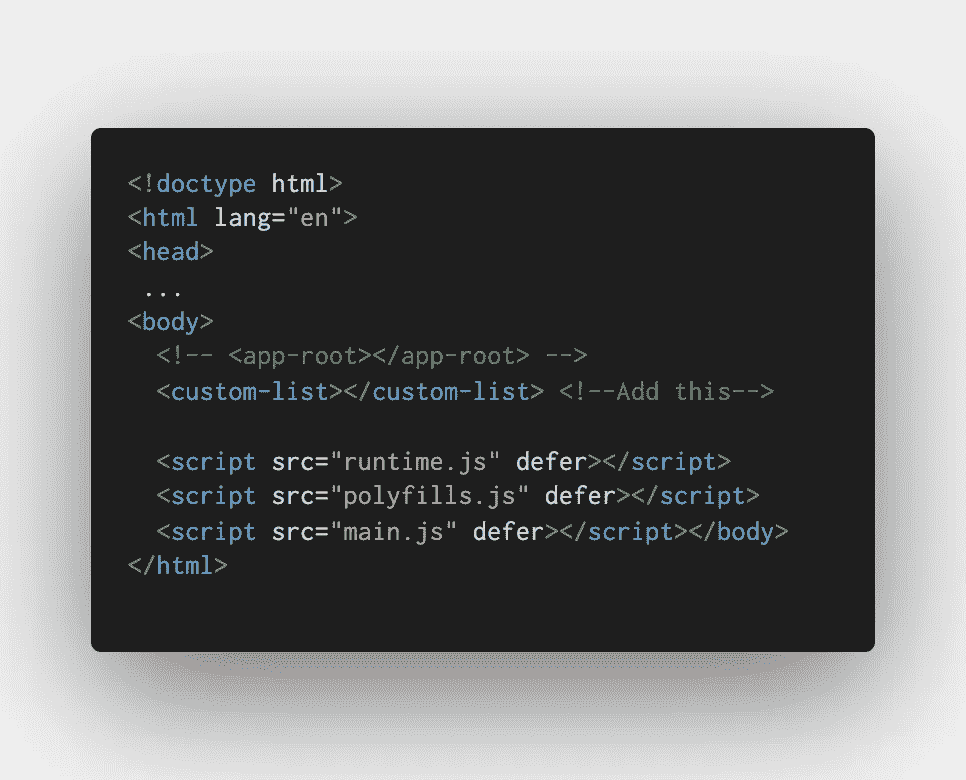 <!doctype html>
<html lang="en">
<head>
...
<body>
<!-- <app-root></app-root> -->
<custom-list></custom-list> <!--Add this-->
<script src="runtime.js" defer></script>
<script src="polyfills.js" defer></script>
<script src="main.js" defer></script></body>
</html>